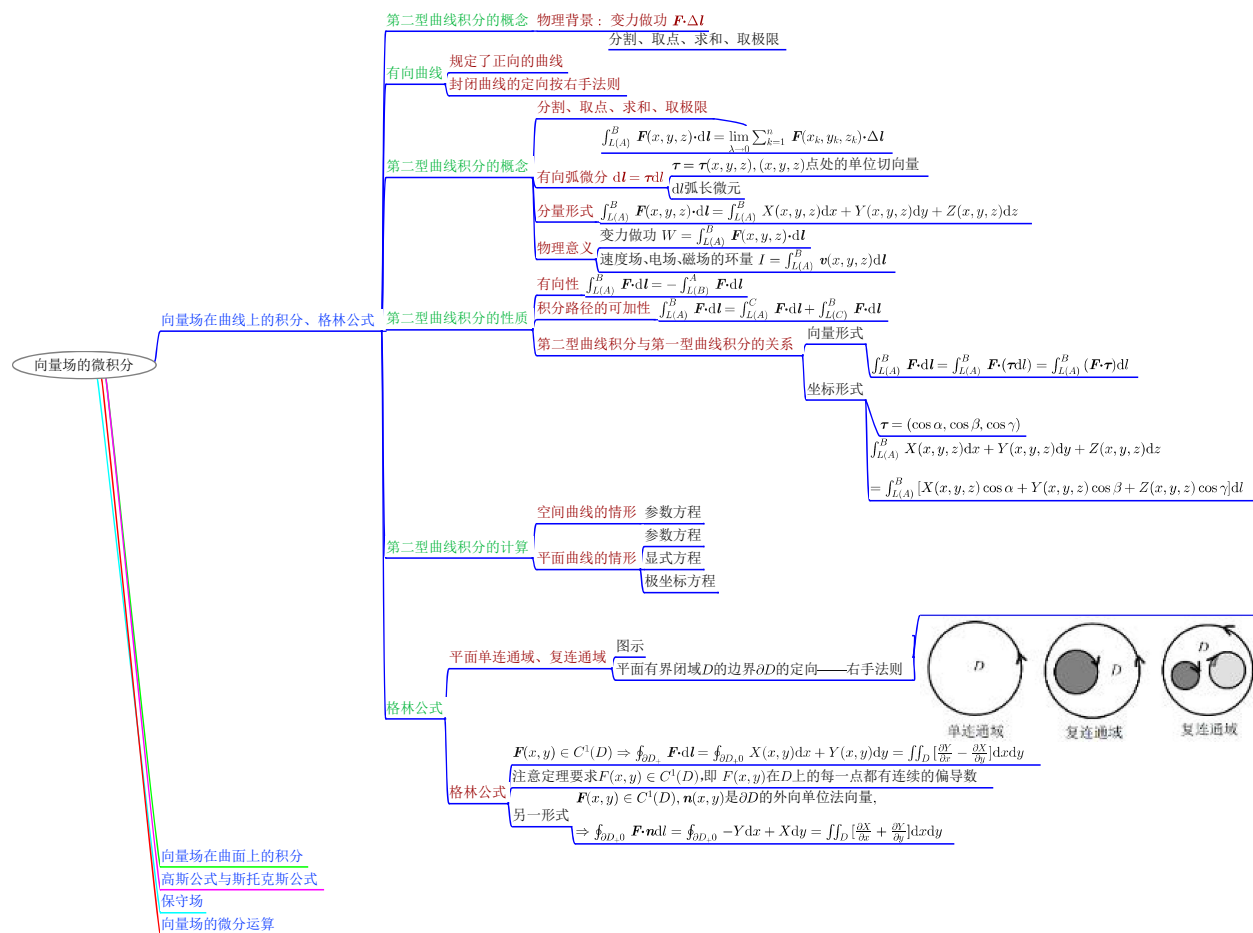 向量场的微积分
向量场在曲线上的积分、格林公式
第二型曲线积分的概念 物理背景： 变力做功 F·Δl
分割、取点、求和、取极限
有向曲线
规定了正向的曲线
封闭曲线的定向按右手法则
第二型曲线积分的概念
分割、取点、求和、取极限
∫_{L(A)}^{B} F(x,y,z)·dl = lim_{λ→0} ∑_{k=1}^{n} F(x_k,y_k,z_k)·Δl
有向弧微分 dl = τdl
τ = τ(x,y,z),(x,y,z)点处的单位切向量
dl弧长微元
分量形式 ∫_{L(A)}^{B} F(x,y,z)·dl = ∫_{L(A)}^{B} X(x,y,z)dx + Y(x,y,z)dy + Z(x,y,z)dz
物理意义
变力做功 W = ∫_{L(A)}^{B} F(x,y,z)·dl
速度场、电场、磁场的环量 I = ∫_{L(A)}^{B} v(x,y,z)dl
第二型曲线积分的性质
有向性 ∫_{L(A)}^{B} F·dl = −∫_{L(B)}^{A} F·dl
积分路径的可加性 ∫_{L(A)}^{B} F·dl = ∫_{L(A)}^{C} F·dl + ∫_{L(C)}^{B} F·dl
第二型曲线积分与第一型曲线积分的关系
向量形式
∫_{L(A)}^{B} F·dl = ∫_{L(A)}^{B} F·(τdl) = ∫_{L(A)}^{B} (F·τ)dl
坐标形式
τ = (cos α, cos β, cos γ)
∫_{L(A)}^{B} X(x,y,z)dx + Y(x,y,z)dy + Z(x,y,z)dz
= ∫_{L(A)}^{B} [X(x,y,z) cos α + Y(x,y,z) cos β + Z(x,y,z) cos γ]dl
第二型曲线积分的计算
空间曲线的情形 参数方程
平面曲线的情形
参数方程
显式方程
极坐标方程
格林公式
平面单连通域、复连通域
图示
平面有界闭域D的边界∂D的定向——右手法则
D
单连通域
D
复连通域
D
复连通域
格林公式
F(x,y) ∈ C¹(D) ⇒ ∮_{∂D₊} F·dl = ∮_{∂D₊0} X(x,y)dx + Y(x,y)dy = ∬_D [∂Y/∂x − ∂X/∂y]dxdy
注意定理要求F(x,y) ∈ C¹(D),即 F(x,y)在D上的每一点都有连续的偏导数
另一形式
F(x,y) ∈ C¹(D), n(x,y)是∂D的外向单位法向量,
⇒ ∮_{∂D₊0} F·ndl = ∮_{∂D₊0} −Ydx + Xdy = ∬_D [∂X/∂x + ∂Y/∂y]dxdy
向量场在曲面上的积分
高斯公式与斯托克斯公式
保守场
向量场的微分运算